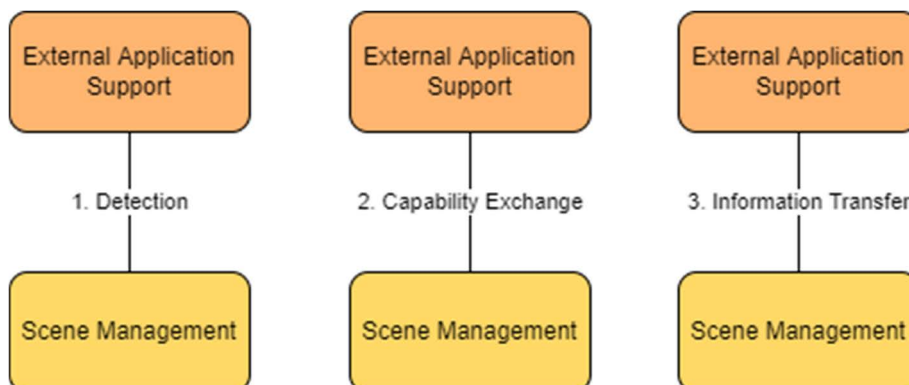 External Application
Support
External Application
Support
External Application
Support
1. Detection
2. Capability Exchange
3. Information Transfer
Scene Management
Scene Management
Scene Management